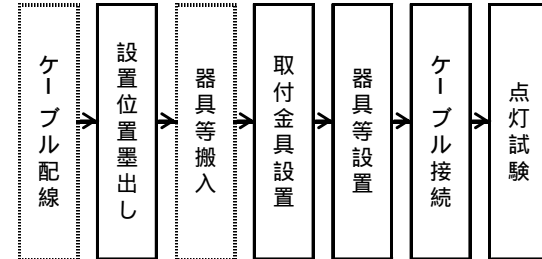 ケーブル配線
設置位置墨出し
器具等搬入
取付金具設置
器具等設置
ケーブル接続
点灯試験